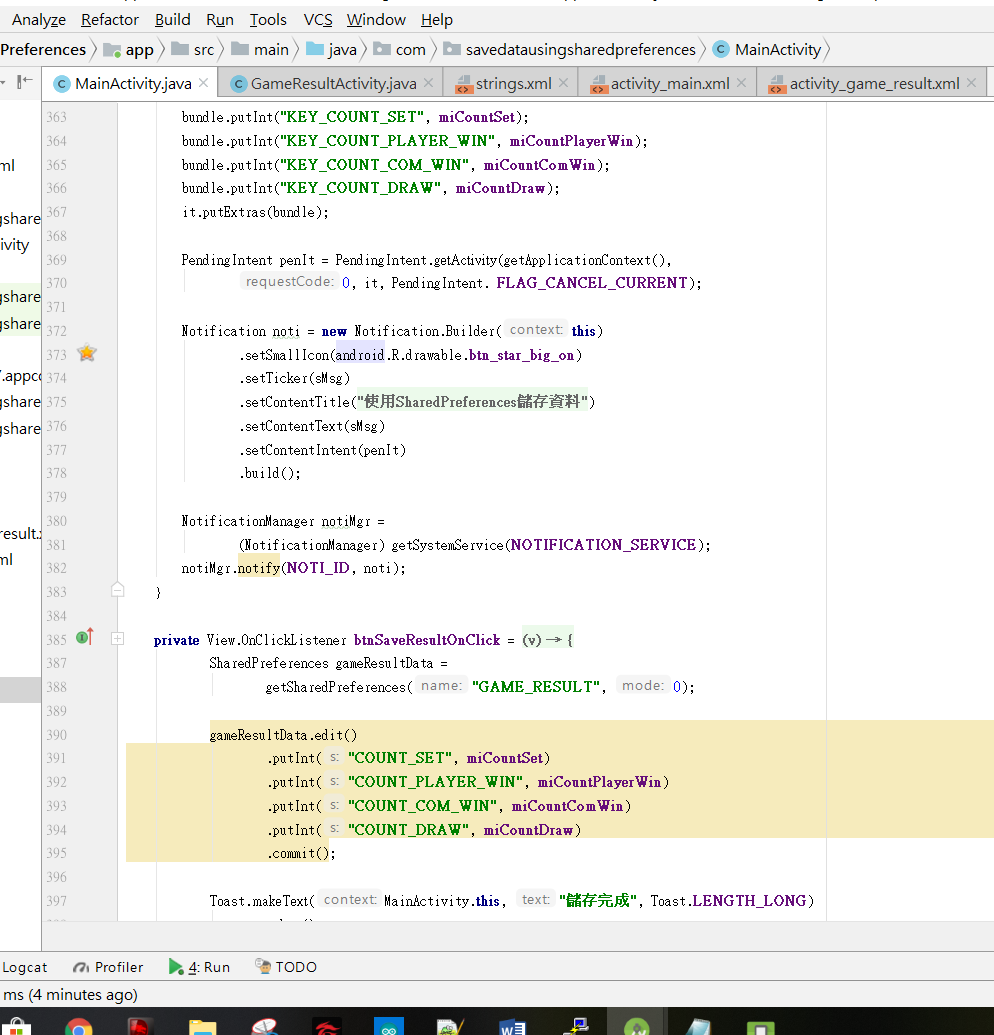 Analyze Refactor Build Run Tools VCS Window Help
Preferences app src main java com savedatausingsharedpreferences MainActivity
MainActivity.java GameResultActivity.java strings.xml activity_main.xml activity_game_result.xml
363 bundle.putInt("KEY_COUNT_SET", miCountSet);
364 bundle.putInt("KEY_COUNT_PLAYER_WIN", miCountPlayerWin);
365 bundle.putInt("KEY_COUNT_COM_WIN", miCountComWin);
366 bundle.putInt("KEY_COUNT_DRAW", miCountDraw);
367 it.putExtras(bundle);
368
369 PendingIntent penIt = PendingIntent.getActivity(getApplicationContext(),
370 requestCode: 0, it, PendingIntent. FLAG_CANCEL_CURRENT);
371
372 Notification noti = new Notification.Builder( context: this)
373 .setSmallIcon(android.R.drawable.btn_star_big_on)
374 .setTicker(sMsg)
375 .setContentTitle("使用SharedPreferences儲存資料")
376 .setContentText(sMsg)
377 .setContentIntent(penIt)
378 .build();
379
380 NotificationManager notiMgr =
381 (NotificationManager) getSystemService(NOTIFICATION_SERVICE);
382 notiMgr.notify(NOTI_ID, noti);
383 }
384
385 private View.OnClickListener btnSaveResultOnClick = (v) → {
387 SharedPreferences gameResultData =
388 getSharedPreferences( name: "GAME_RESULT", mode: 0);
389
390 gameResultData.edit()
391 .putInt( s: "COUNT_SET", miCountSet)
392 .putInt( s: "COUNT_PLAYER_WIN", miCountPlayerWin)
393 .putInt( s: "COUNT_COM_WIN", miCountComWin)
394 .putInt( s: "COUNT_DRAW", miCountDraw)
395 .commit();
396
397 Toast.makeText( context: MainActivity.this, text: "儲存完成", Toast.LENGTH_LONG)
ml
gshare
ivity
gshare
gshare
.appco
gshare
gshare
result.
ml
Logcat Profiler 4: Run TODO
ms (4 minutes ago)